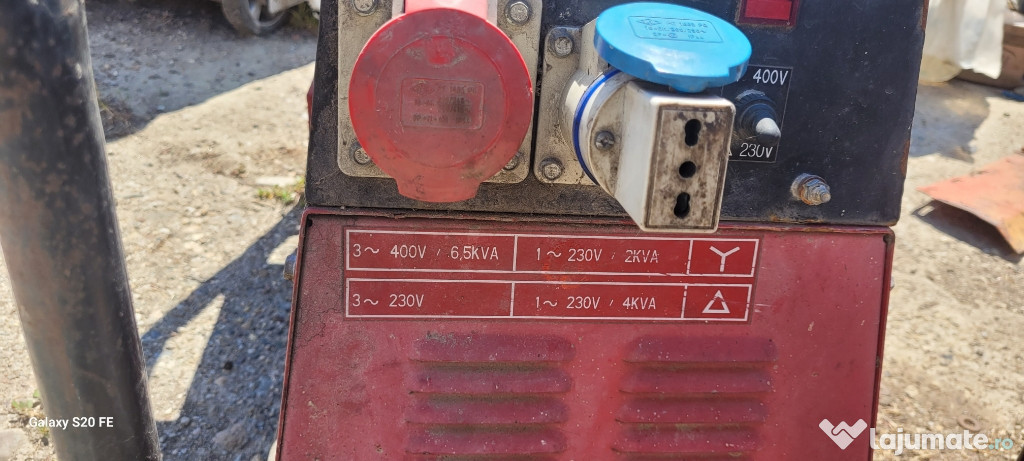 400V
230V
3~ 400V / 6,5KVA 1~ 230V / 2KVA
3~ 230V 1~ 230V / 4KVA
Galaxy S20 FE
lajumate.ro